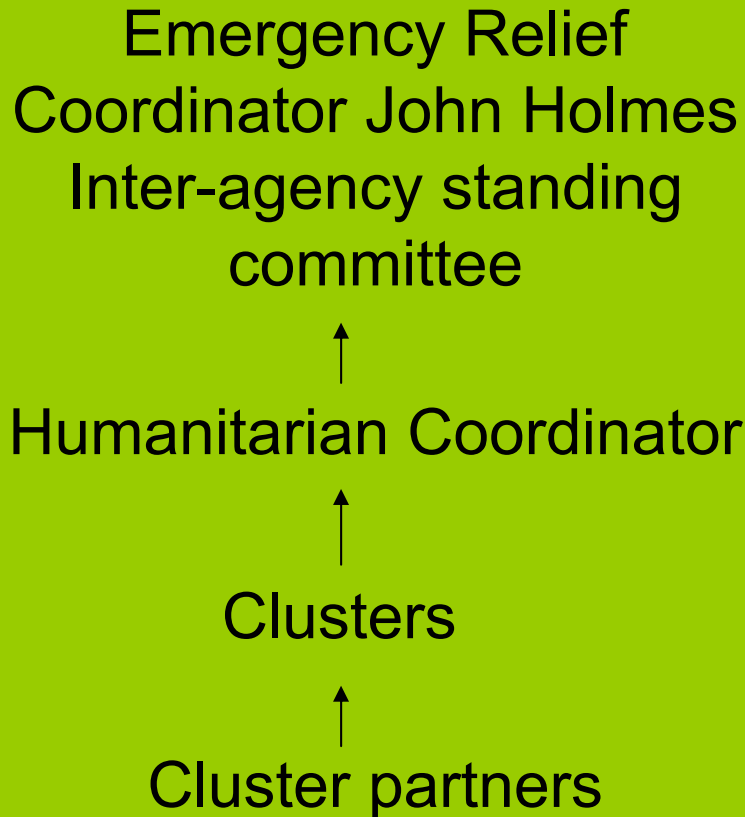 Emergency Relief
Coordinator John Holmes
Inter-agency standing
committee
Humanitarian Coordinator
Clusters
Cluster partners